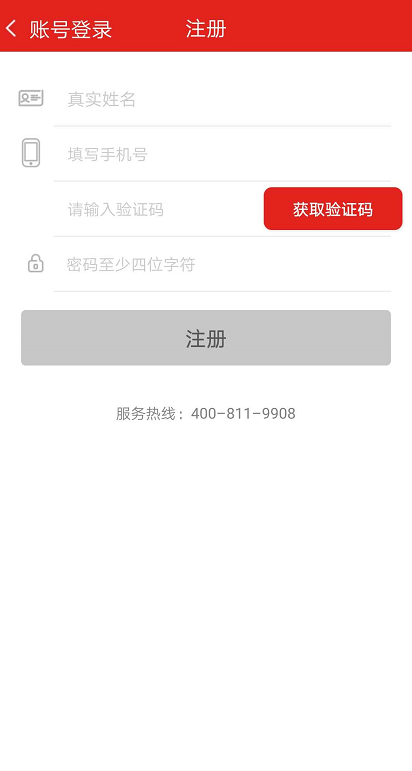 账号登录 注册
真实姓名
填写手机号
请输入验证码 获取验证码
密码至少四位字符
注册
服务热线：400-811-9908